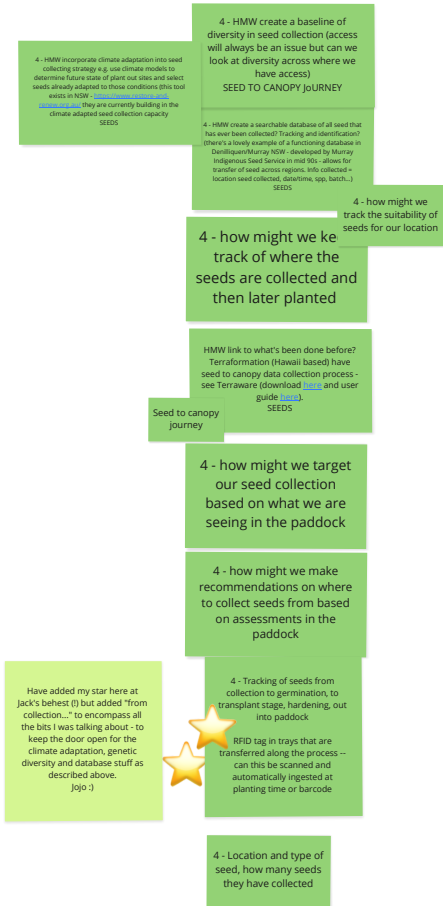 4 - HMW create a baseline of
diversity in seed collection (access
will always be an issue but can we
look at diversity across where we
have access)
SEED TO CANOPY JoURNEY
4 - HMW incorporate climate adaptation into seed
collecting strategy e.g. use climate models to
determine future state of plant out sites and select
seeds already adapted to those conditions (this tool
exists in NSW - https://www.restore-and-
renew.org.au/ they are currently building in the
climate adapted seed collection capacity
SEEDS
4 - HMW create a searchable database of all seed that
has ever been collected? Tracking and identification?
(there's a lovely example of a functioning database in
Denilliquen/Murray NSW - developed by Murray
Indigenous Seed Service in mid 90s - allows for
transfer of seed across regions. Info collected =
location seed collected, date/time, spp, batch...)
SEEDS
4 - how might we
track the suitability of
seeds for our location
4 - how might we
track of where the
seeds are collected and
then later planted
HMW link to what's been done before?
Terraformation (Hawaii based) have
seed to canopy data collection process -
see Terraware (download here and user
guide here).
SEEDS
Seed to canopy
journey
4 - how might we target
our seed collection
based on what we are
seeing in the paddock
4 - how might we make
recommendations on where
to collect seeds from based
on assessments in the
paddock
4 - Tracking of seeds from
collection to germination, to
transplant stage, hardening, out
into paddock
RFID tag in trays that are
transferred along the process --
can this be scanned and
automatically ingested at
planting time or barcode
Have added my star here at
Jack's behest (!) but added "from
collection..." to encompass all
the bits I was talking about - to
keep the door open for the
climate adaptation, genetic
diversity and database stuff as
described above.
Jojo :)
4 - Location and type of
seed, how many seeds
they have collected